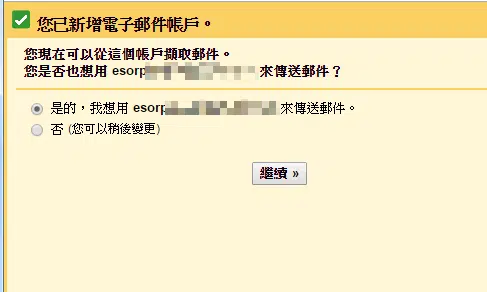 您已新增電子郵件帳戶。
您現在可以從這個帳戶擷取郵件。
您是否也想用 esorp 來傳送郵件？
是的，我想用 esorp 來傳送郵件。
否 (您可以稍後變更)
繼續 »